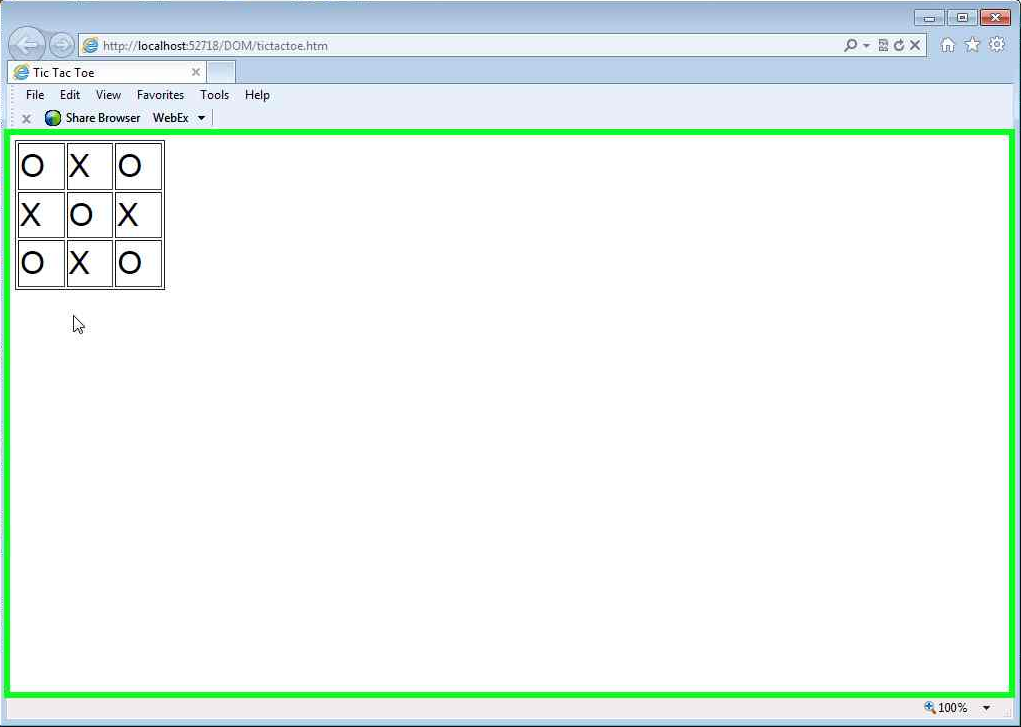 http://localhost:52718/DOM/tictactoe.htm
Tic Tac Toe
File Edit View Favorites Tools Help
Share Browser WebEx
O X O
X O X
O X O
100%